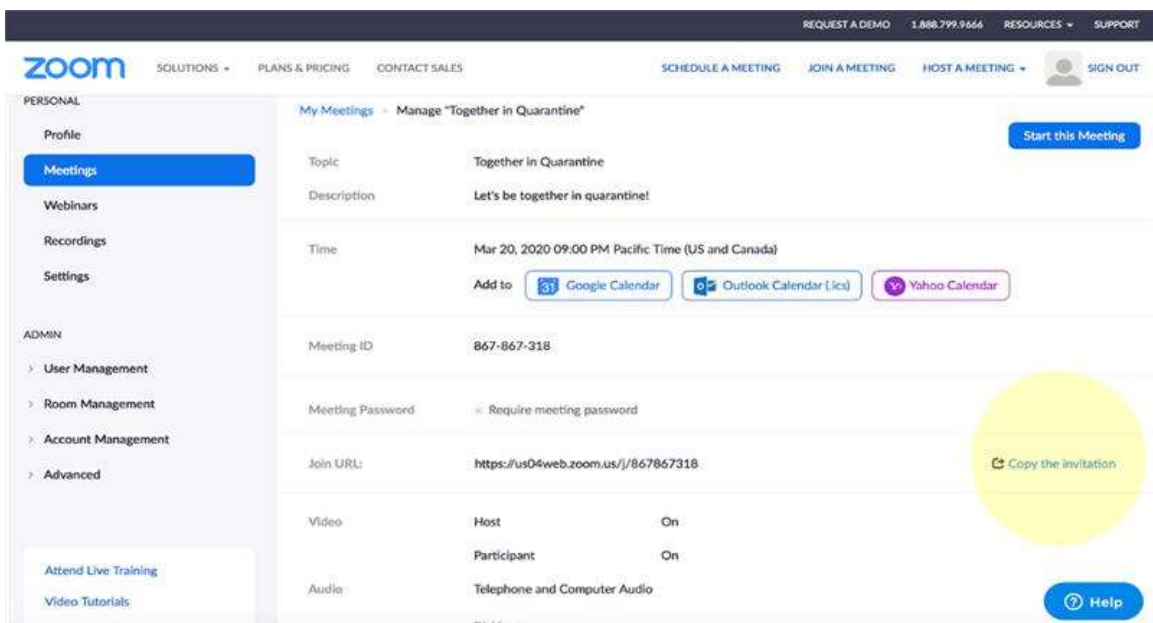 REQUEST A DEMO 1.888.799.9666 RESOURCES SUPPORT
zoom SOLUTIONS PLANS & PRICING CONTACT SALES SCHEDULE A MEETING JOIN A MEETING HOST A MEETING SIGN OUT
PERSONAL
Profile
Meetings
Webinars
Recordings
Settings
ADMIN
> User Management
> Room Management
> Account Management
> Advanced
Attend Live Training
Video Tutorials
My Meetings > Manage "Together in Quarantine"
Start this Meeting
Topic Together in Quarantine
Description Let's be together in quarantine!
Time Mar 20, 2020 09:00 PM Pacific Time (US and Canada)
Add to 31 Google Calendar Outlook Calendar (.ics) Yahoo Calendar
Meeting ID 867-867-318
Meeting Password × Require meeting password
Join URL: https://us04web.zoom.us/j/867867318 Copy the invitation
Video Host On
Participant On
Audio Telephone and Computer Audio
Help